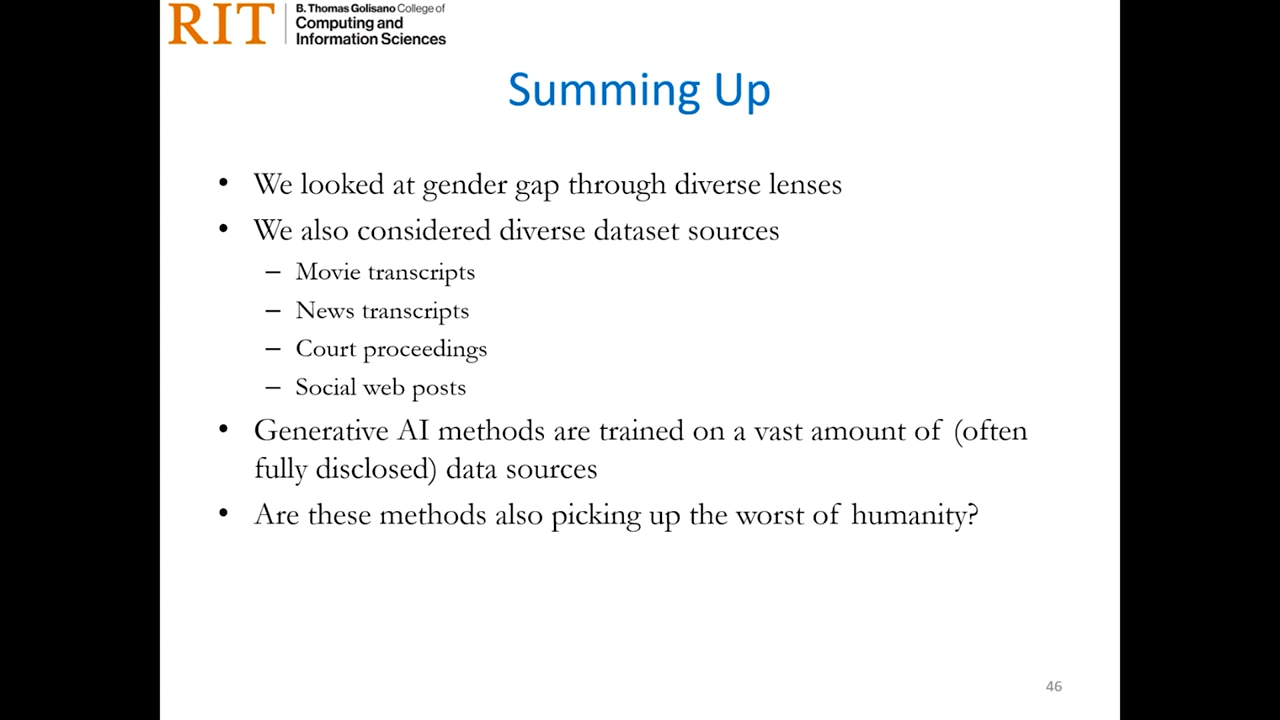 RIT
B. Thomas Golisano College of
Computing and
Information Sciences
Summing Up
• We looked at gender gap through diverse lenses
• We also considered diverse dataset sources
– Movie transcripts
– News transcripts
– Court proceedings
– Social web posts
• Generative AI methods are trained on a vast amount of (often
fully disclosed) data sources
• Are these methods also picking up the worst of humanity?
46